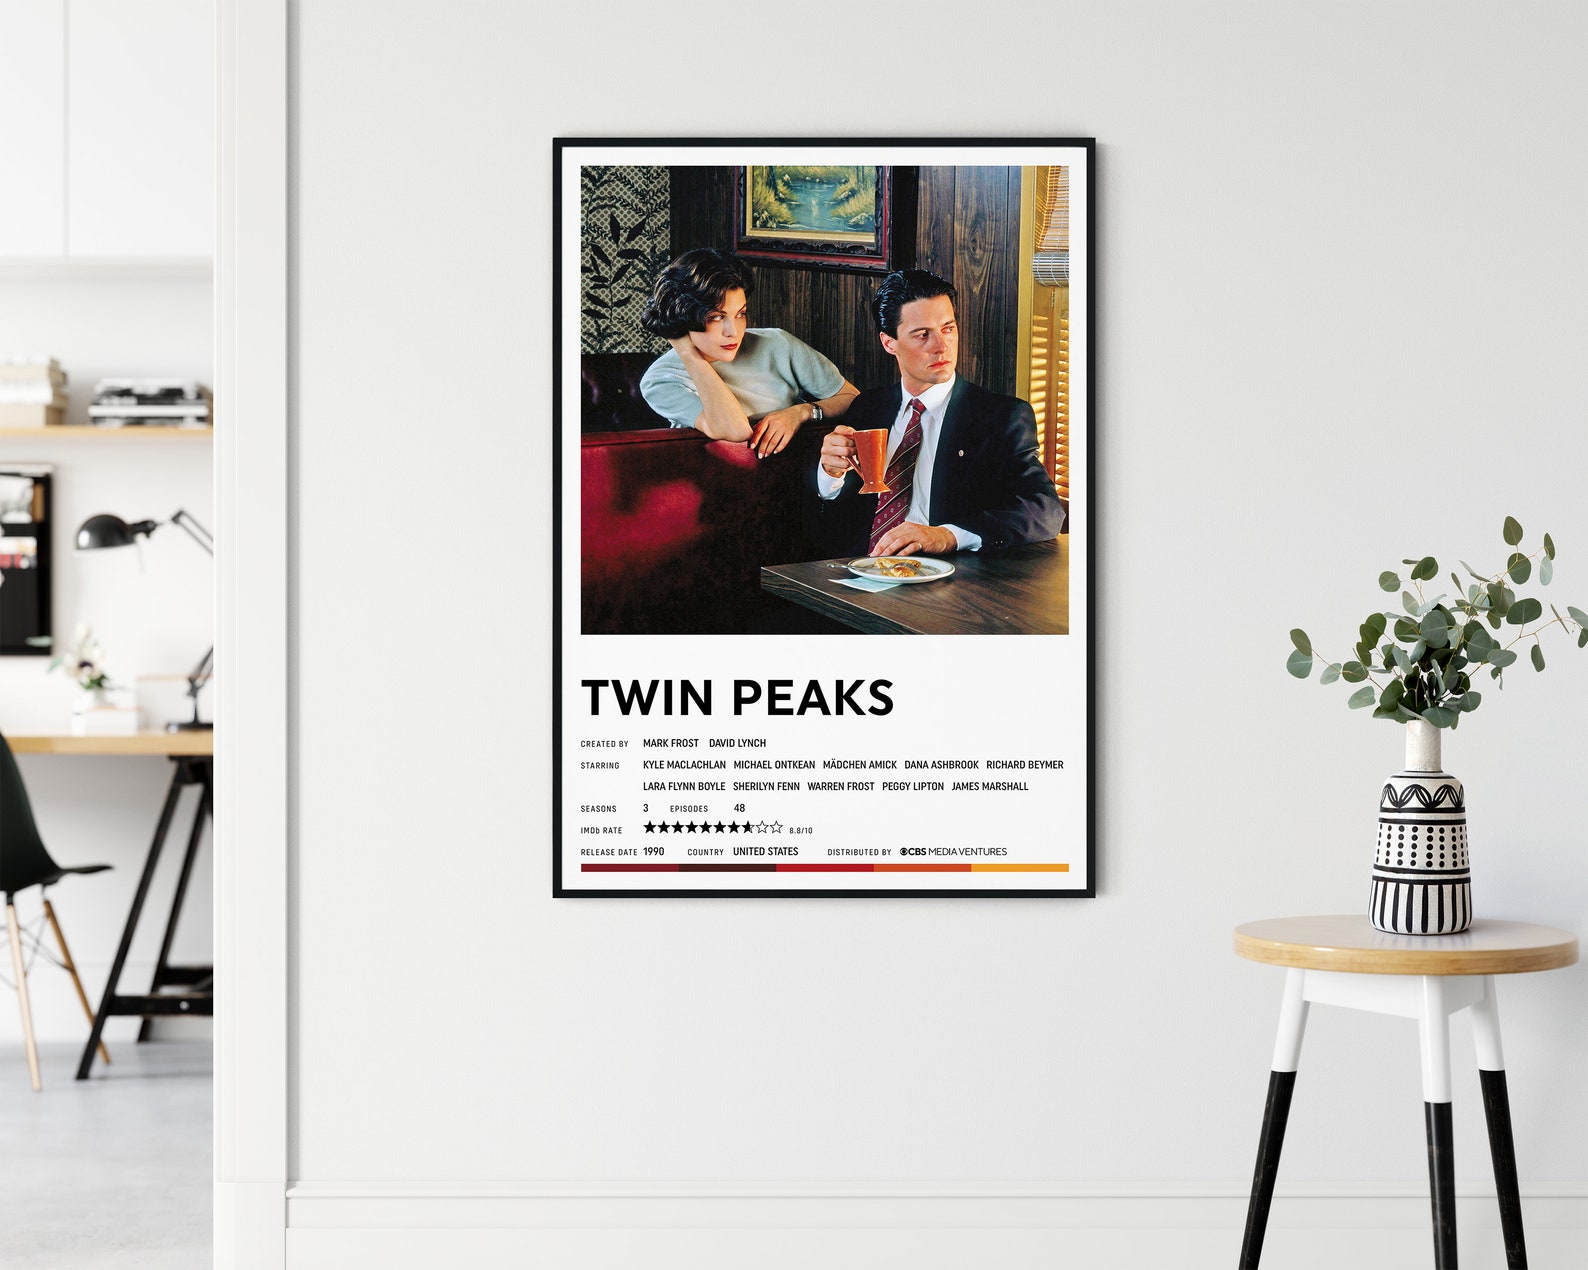 TWIN PEAKS
CREATED BY MARK FROST DAVID LYNCH
STARRING KYLE MACLACHLAN MICHAEL ONTKEAN MÄDCHEN AMICK DANA ASHBROOK RICHARD BEYMER
LARA FLYNN BOYLE SHERILYN FENN WARREN FROST PEGGY LIPTON JAMES MARSHALL
SEASONS 3 EPISODES 48
IMDb RATE 8.8/10
RELEASE DATE 1990 COUNTRY UNITED STATES DISTRIBUTED BY CBS MEDIA VENTURES